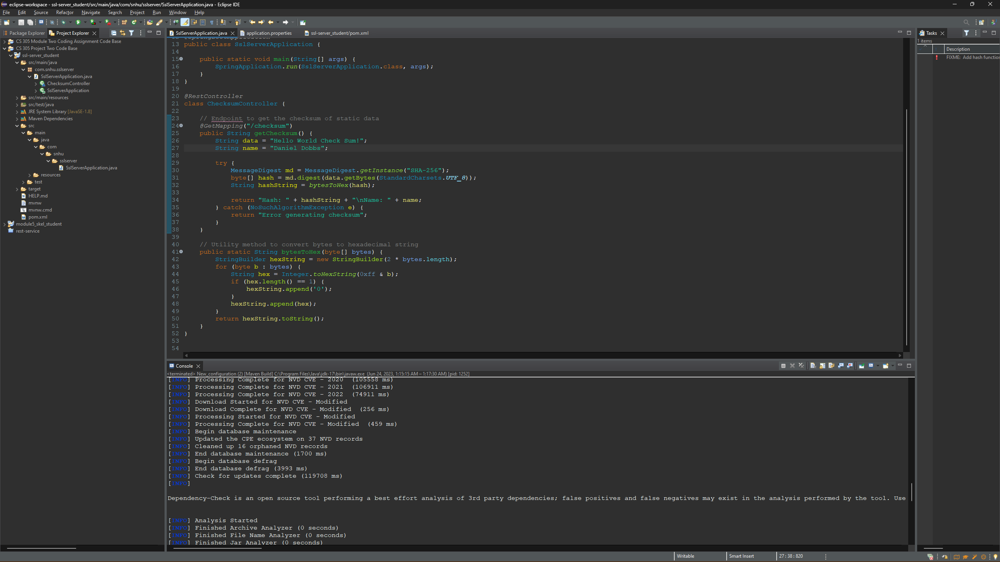 eclipse-workspace - ssl-server_student/src/main/java/com/snhu/sslserver/SslServerApplication.java - Eclipse IDE
File Edit Source Refactor Navigate Search Project Run Window Help
Package Explorer Project Explorer
CS 305 Module Two Coding Assignment Code Base
CS 305 Project Two Code Base
ssl-server_student
src/main/java
com.snhu.sslserver
SslServerApplication.java
ChecksumController
SslServerApplication
src/main/resources
src/test/java
JRE System Library [JavaSE-1.8]
Maven Dependencies
src
main
java
com
snhu
sslserver
SslServerApplication.java
resources
test
target
HELP.md
mvnw
mvnw.cmd
pom.xml
module5_skel_student
rest-service
SslServerApplication.java application.properties ssl-server_student/pom.xml
12 @SpringBootApplication
13 public class SslServerApplication {
14
15 public static void main(String[] args) {
16 SpringApplication.run(SslServerApplication.class, args);
17 }
18 }
19
20 @RestController
21 class ChecksumController {
22
23 // Endpoint to get the checksum of static data
24 @GetMapping("/checksum")
25 public String getChecksum() {
26 String data = "Hello World Check Sum!";
27 String name = "Daniel Dobbs";
28
29 try {
30 MessageDigest md = MessageDigest.getInstance("SHA-256");
31 byte[] hash = md.digest(data.getBytes(StandardCharsets.UTF_8));
32 String hashString = bytesToHex(hash);
33
34 return "Hash: " + hashString + "\nName: " + name;
35 } catch (NoSuchAlgorithmException e) {
36 return "Error generating checksum";
37 }
38 }
39
40 // Utility method to convert bytes to hexadecimal string
41 public static String bytesToHex(byte[] bytes) {
42 StringBuilder hexString = new StringBuilder(2 * bytes.length);
43 for (byte b : bytes) {
44 String hex = Integer.toHexString(0xff & b);
45 if (hex.length() == 1) {
46 hexString.append('0');
47 }
48 hexString.append(hex);
49 }
50 return hexString.toString();
51 }
52 }
53
54
Tasks
1 items
Description
FIXME: Add hash function
Console
<terminated> New_configuration (2) [Maven Build] C:\Program Files\Java\jdk-17\bin\javaw.exe (Jun 24, 2023, 1:15:15 AM – 1:17:30 AM) [pid: 1252]
[INFO] Processing Complete for NVD CVE - 2020 (105558 ms)
[INFO] Processing Complete for NVD CVE - 2021 (106911 ms)
[INFO] Processing Complete for NVD CVE - 2022 (74911 ms)
[INFO] Download Started for NVD CVE - Modified
[INFO] Download Complete for NVD CVE - Modified (256 ms)
[INFO] Processing Started for NVD CVE - Modified
[INFO] Processing Complete for NVD CVE - Modified (459 ms)
[INFO] Begin database maintenance
[INFO] Updated the CPE ecosystem on 37 NVD records
[INFO] Cleaned up 16 orphaned NVD records
[INFO] End database maintenance (1700 ms)
[INFO] Begin database defrag
[INFO] End database defrag (3993 ms)
[INFO] Check for updates complete (119708 ms)
[INFO]
Dependency-Check is an open source tool performing a best effort analysis of 3rd party dependencies; false positives and false negatives may exist in the analysis performed by the tool. Use
[INFO] Analysis Started
[INFO] Finished Archive Analyzer (0 seconds)
[INFO] Finished File Name Analyzer (0 seconds)
[INFO] Finished Jar Analyzer (0 seconds)
Writable Smart Insert 27 : 38 : 820